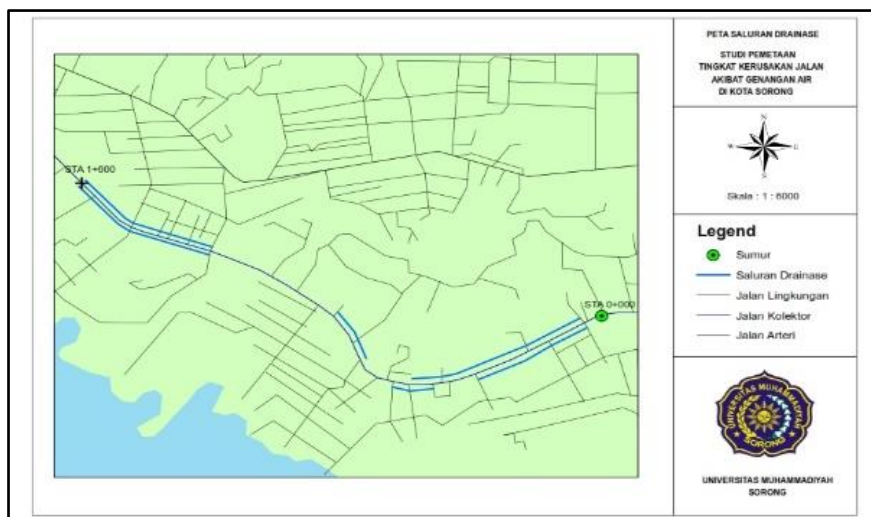 PETA SALURAN DRAINASE
STUDI PEMETAAN
TINGKAT KERUSAKAN JALAN
AKIBAT GENANGAN AIR
DI KOTA SORONG
N
W
S
Skala : 1 : 6000
Legend
Sumur
Saluran Drainase
Jalan Lingkungan
Jalan Kolektor
Jalan Arteri
UNIVERSITAS MUHAMMADIYAH
SORONG
UNIVERSITAS MUHAMMADIYAH
SORONG
STA 1+600
STA 0+000